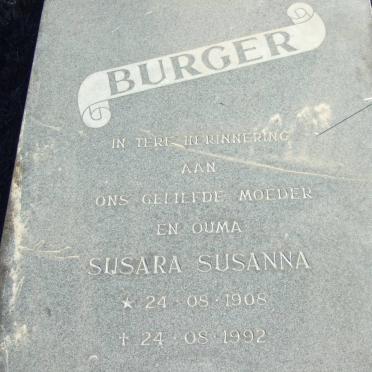 BURGER
IN TERE HERINNERING
AAN
ONS GELIEFDE MOEDER
EN OUMA
SUSARA SUSANNA
★ 24·08·1908
† 24·08·1992